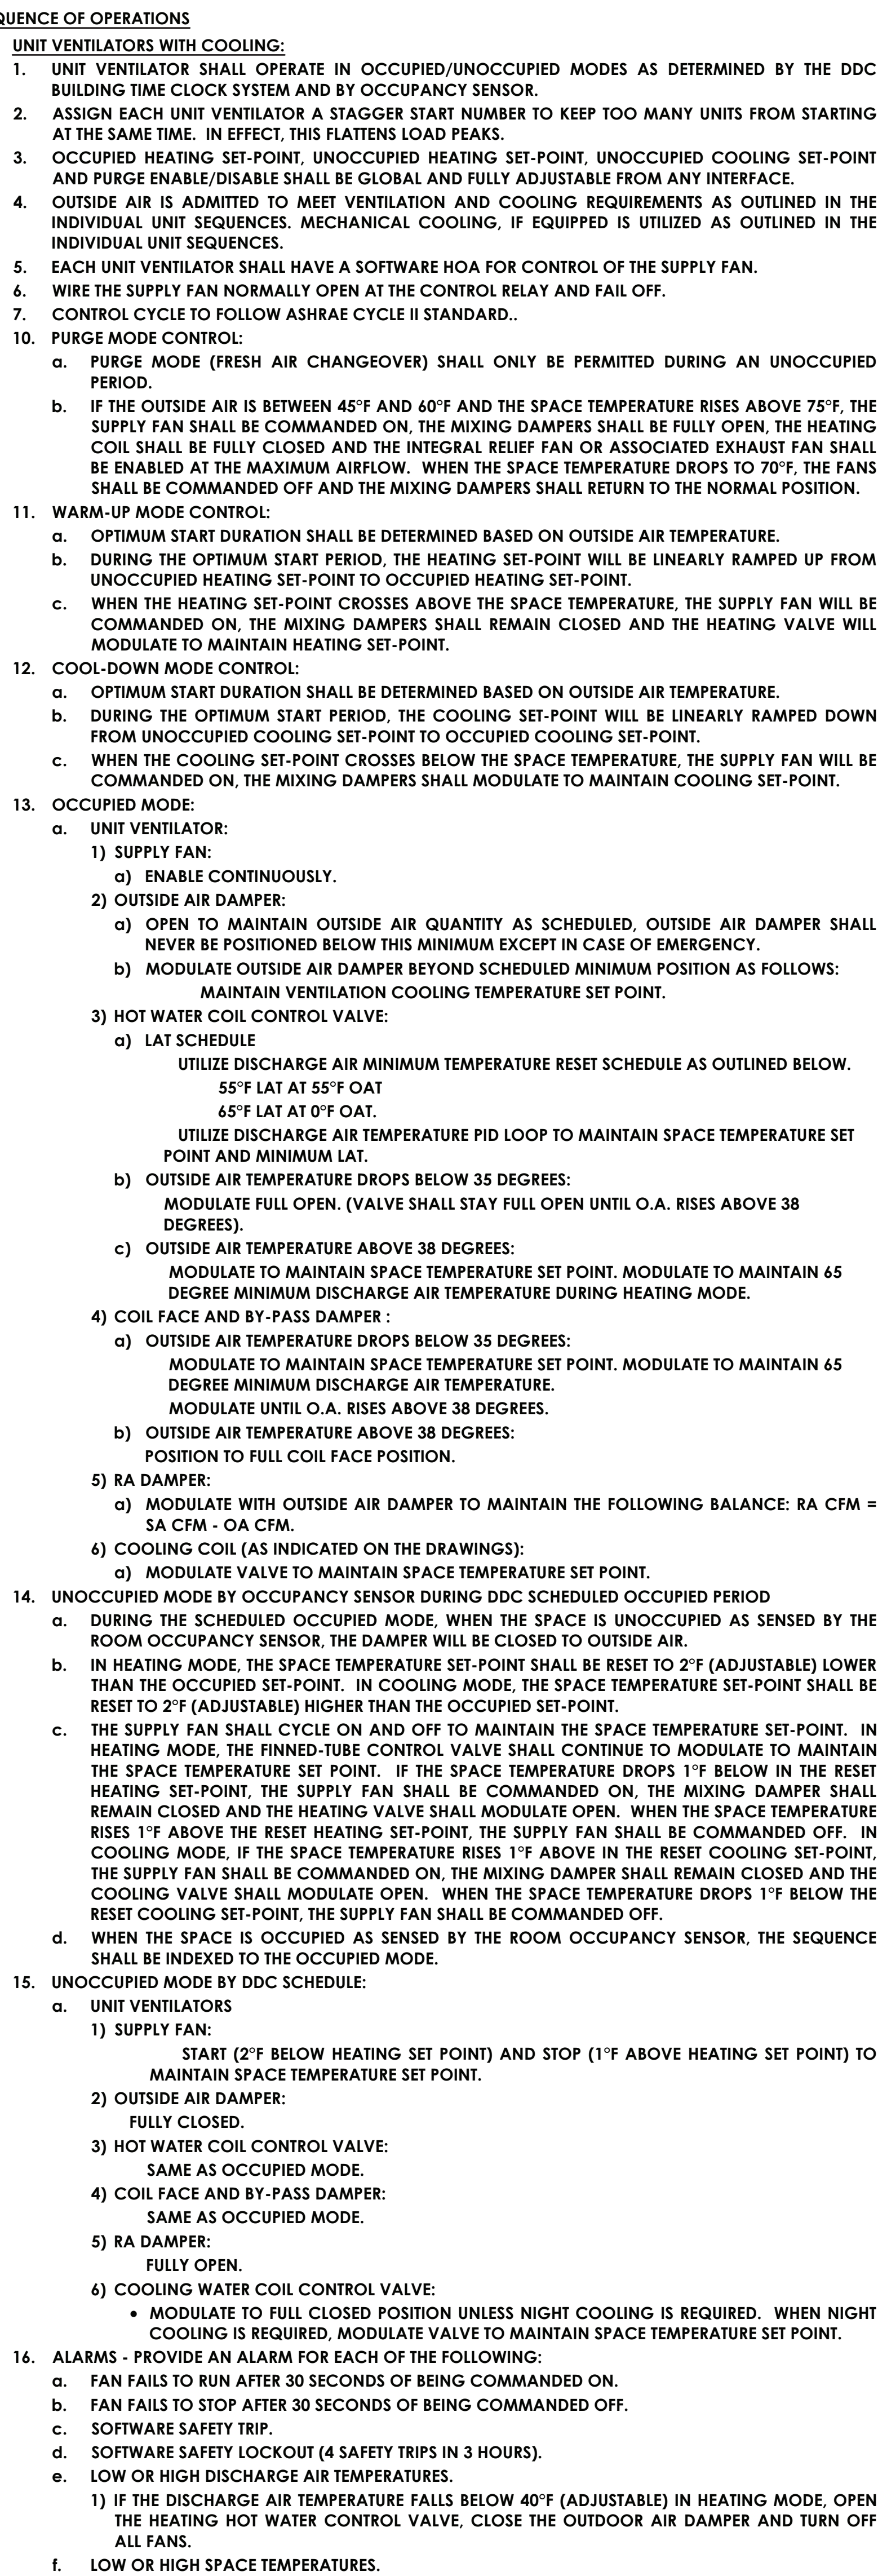 QUENCE OF OPERATIONS
UNIT VENTILATORS WITH COOLING:
1. UNIT VENTILATOR SHALL OPERATE IN OCCUPIED/UNOCCUPIED MODES AS DETERMINED BY THE DDC
BUILDING TIME CLOCK SYSTEM AND BY OCCUPANCY SENSOR.
2. ASSIGN EACH UNIT VENTILATOR A STAGGER START NUMBER TO KEEP TOO MANY UNITS FROM STARTING
AT THE SAME TIME. IN EFFECT, THIS FLATTENS LOAD PEAKS.
3. OCCUPIED HEATING SET-POINT, UNOCCUPIED HEATING SET-POINT, UNOCCUPIED COOLING SET-POINT
AND PURGE ENABLE/DISABLE SHALL BE GLOBAL AND FULLY ADJUSTABLE FROM ANY INTERFACE.
4. OUTSIDE AIR IS ADMITTED TO MEET VENTILATION AND COOLING REQUIREMENTS AS OUTLINED IN THE
INDIVIDUAL UNIT SEQUENCES. MECHANICAL COOLING, IF EQUIPPED IS UTILIZED AS OUTLINED IN THE
INDIVIDUAL UNIT SEQUENCES.
5. EACH UNIT VENTILATOR SHALL HAVE A SOFTWARE HOA FOR CONTROL OF THE SUPPLY FAN.
6. WIRE THE SUPPLY FAN NORMALLY OPEN AT THE CONTROL RELAY AND FAIL OFF.
7. CONTROL CYCLE TO FOLLOW ASHRAE CYCLE II STANDARD..
10. PURGE MODE CONTROL:
a. PURGE MODE (FRESH AIR CHANGEOVER) SHALL ONLY BE PERMITTED DURING AN UNOCCUPIED
PERIOD.
b. IF THE OUTSIDE AIR IS BETWEEN 45°F AND 60°F AND THE SPACE TEMPERATURE RISES ABOVE 75°F, THE
SUPPLY FAN SHALL BE COMMANDED ON, THE MIXING DAMPERS SHALL BE FULLY OPEN, THE HEATING
COIL SHALL BE FULLY CLOSED AND THE INTEGRAL RELIEF FAN OR ASSOCIATED EXHAUST FAN SHALL
BE ENABLED AT THE MAXIMUM AIRFLOW. WHEN THE SPACE TEMPERATURE DROPS TO 70°F, THE FANS
SHALL BE COMMANDED OFF AND THE MIXING DAMPERS SHALL RETURN TO THE NORMAL POSITION.
11. WARM-UP MODE CONTROL:
a. OPTIMUM START DURATION SHALL BE DETERMINED BASED ON OUTSIDE AIR TEMPERATURE.
b. DURING THE OPTIMUM START PERIOD, THE HEATING SET-POINT WILL BE LINEARLY RAMPED UP FROM
UNOCCUPIED HEATING SET-POINT TO OCCUPIED HEATING SET-POINT.
c. WHEN THE HEATING SET-POINT CROSSES ABOVE THE SPACE TEMPERATURE, THE SUPPLY FAN WILL BE
COMMANDED ON, THE MIXING DAMPERS SHALL REMAIN CLOSED AND THE HEATING VALVE WILL
MODULATE TO MAINTAIN HEATING SET-POINT.
12. COOL-DOWN MODE CONTROL:
a. OPTIMUM START DURATION SHALL BE DETERMINED BASED ON OUTSIDE AIR TEMPERATURE.
b. DURING THE OPTIMUM START PERIOD, THE COOLING SET-POINT WILL BE LINEARLY RAMPED DOWN
FROM UNOCCUPIED COOLING SET-POINT TO OCCUPIED COOLING SET-POINT.
c. WHEN THE COOLING SET-POINT CROSSES BELOW THE SPACE TEMPERATURE, THE SUPPLY FAN WILL BE
COMMANDED ON, THE MIXING DAMPERS SHALL MODULATE TO MAINTAIN COOLING SET-POINT.
13. OCCUPIED MODE:
a. UNIT VENTILATOR:
1) SUPPLY FAN:
a) ENABLE CONTINUOUSLY.
2) OUTSIDE AIR DAMPER:
a) OPEN TO MAINTAIN OUTSIDE AIR QUANTITY AS SCHEDULED, OUTSIDE AIR DAMPER SHALL
NEVER BE POSITIONED BELOW THIS MINIMUM EXCEPT IN CASE OF EMERGENCY.
b) MODULATE OUTSIDE AIR DAMPER BEYOND SCHEDULED MINIMUM POSITION AS FOLLOWS:
MAINTAIN VENTILATION COOLING TEMPERATURE SET POINT.
3) HOT WATER COIL CONTROL VALVE:
a) LAT SCHEDULE
UTILIZE DISCHARGE AIR MINIMUM TEMPERATURE RESET SCHEDULE AS OUTLINED BELOW.
55°F LAT AT 55°F OAT
65°F LAT AT 0°F OAT.
UTILIZE DISCHARGE AIR TEMPERATURE PID LOOP TO MAINTAIN SPACE TEMPERATURE SET
POINT AND MINIMUM LAT.
b) OUTSIDE AIR TEMPERATURE DROPS BELOW 35 DEGREES:
MODULATE FULL OPEN. (VALVE SHALL STAY FULL OPEN UNTIL O.A. RISES ABOVE 38
DEGREES).
c) OUTSIDE AIR TEMPERATURE ABOVE 38 DEGREES:
MODULATE TO MAINTAIN SPACE TEMPERATURE SET POINT. MODULATE TO MAINTAIN 65
DEGREE MINIMUM DISCHARGE AIR TEMPERATURE DURING HEATING MODE.
4) COIL FACE AND BY-PASS DAMPER :
a) OUTSIDE AIR TEMPERATURE DROPS BELOW 35 DEGREES:
MODULATE TO MAINTAIN SPACE TEMPERATURE SET POINT. MODULATE TO MAINTAIN 65
DEGREE MINIMUM DISCHARGE AIR TEMPERATURE.
MODULATE UNTIL O.A. RISES ABOVE 38 DEGREES.
b) OUTSIDE AIR TEMPERATURE ABOVE 38 DEGREES:
POSITION TO FULL COIL FACE POSITION.
5) RA DAMPER:
a) MODULATE WITH OUTSIDE AIR DAMPER TO MAINTAIN THE FOLLOWING BALANCE: RA CFM =
SA CFM - OA CFM.
6) COOLING COIL (AS INDICATED ON THE DRAWINGS):
a) MODULATE VALVE TO MAINTAIN SPACE TEMPERATURE SET POINT.
14. UNOCCUPIED MODE BY OCCUPANCY SENSOR DURING DDC SCHEDULED OCCUPIED PERIOD
a. DURING THE SCHEDULED OCCUPIED MODE, WHEN THE SPACE IS UNOCCUPIED AS SENSED BY THE
ROOM OCCUPANCY SENSOR, THE DAMPER WILL BE CLOSED TO OUTSIDE AIR.
b. IN HEATING MODE, THE SPACE TEMPERATURE SET-POINT SHALL BE RESET TO 2°F (ADJUSTABLE) LOWER
THAN THE OCCUPIED SET-POINT. IN COOLING MODE, THE SPACE TEMPERATURE SET-POINT SHALL BE
RESET TO 2°F (ADJUSTABLE) HIGHER THAN THE OCCUPIED SET-POINT.
c. THE SUPPLY FAN SHALL CYCLE ON AND OFF TO MAINTAIN THE SPACE TEMPERATURE SET-POINT. IN
HEATING MODE, THE FINNED-TUBE CONTROL VALVE SHALL CONTINUE TO MODULATE TO MAINTAIN
THE SPACE TEMPERATURE SET POINT. IF THE SPACE TEMPERATURE DROPS 1°F BELOW IN THE RESET
HEATING SET-POINT, THE SUPPLY FAN SHALL BE COMMANDED ON, THE MIXING DAMPER SHALL
REMAIN CLOSED AND THE HEATING VALVE SHALL MODULATE OPEN. WHEN THE SPACE TEMPERATURE
RISES 1°F ABOVE THE RESET HEATING SET-POINT, THE SUPPLY FAN SHALL BE COMMANDED OFF. IN
COOLING MODE, IF THE SPACE TEMPERATURE RISES 1°F ABOVE IN THE RESET COOLING SET-POINT,
THE SUPPLY FAN SHALL BE COMMANDED ON, THE MIXING DAMPER SHALL REMAIN CLOSED AND THE
COOLING VALVE SHALL MODULATE OPEN. WHEN THE SPACE TEMPERATURE DROPS 1°F BELOW THE
RESET COOLING SET-POINT, THE SUPPLY FAN SHALL BE COMMANDED OFF.
d. WHEN THE SPACE IS OCCUPIED AS SENSED BY THE ROOM OCCUPANCY SENSOR, THE SEQUENCE
SHALL BE INDEXED TO THE OCCUPIED MODE.
15. UNOCCUPIED MODE BY DDC SCHEDULE:
a. UNIT VENTILATORS
1) SUPPLY FAN:
START (2°F BELOW HEATING SET POINT) AND STOP (1°F ABOVE HEATING SET POINT) TO
MAINTAIN SPACE TEMPERATURE SET POINT.
2) OUTSIDE AIR DAMPER:
FULLY CLOSED.
3) HOT WATER COIL CONTROL VALVE:
SAME AS OCCUPIED MODE.
4) COIL FACE AND BY-PASS DAMPER:
SAME AS OCCUPIED MODE.
5) RA DAMPER:
FULLY OPEN.
6) COOLING WATER COIL CONTROL VALVE:
• MODULATE TO FULL CLOSED POSITION UNLESS NIGHT COOLING IS REQUIRED. WHEN NIGHT
COOLING IS REQUIRED, MODULATE VALVE TO MAINTAIN SPACE TEMPERATURE SET POINT.
16. ALARMS - PROVIDE AN ALARM FOR EACH OF THE FOLLOWING:
a. FAN FAILS TO RUN AFTER 30 SECONDS OF BEING COMMANDED ON.
b. FAN FAILS TO STOP AFTER 30 SECONDS OF BEING COMMANDED OFF.
c. SOFTWARE SAFETY TRIP.
d. SOFTWARE SAFETY LOCKOUT (4 SAFETY TRIPS IN 3 HOURS).
e. LOW OR HIGH DISCHARGE AIR TEMPERATURES.
1) IF THE DISCHARGE AIR TEMPERATURE FALLS BELOW 40°F (ADJUSTABLE) IN HEATING MODE, OPEN
THE HEATING HOT WATER CONTROL VALVE, CLOSE THE OUTDOOR AIR DAMPER AND TURN OFF
ALL FANS.
f. LOW OR HIGH SPACE TEMPERATURES.